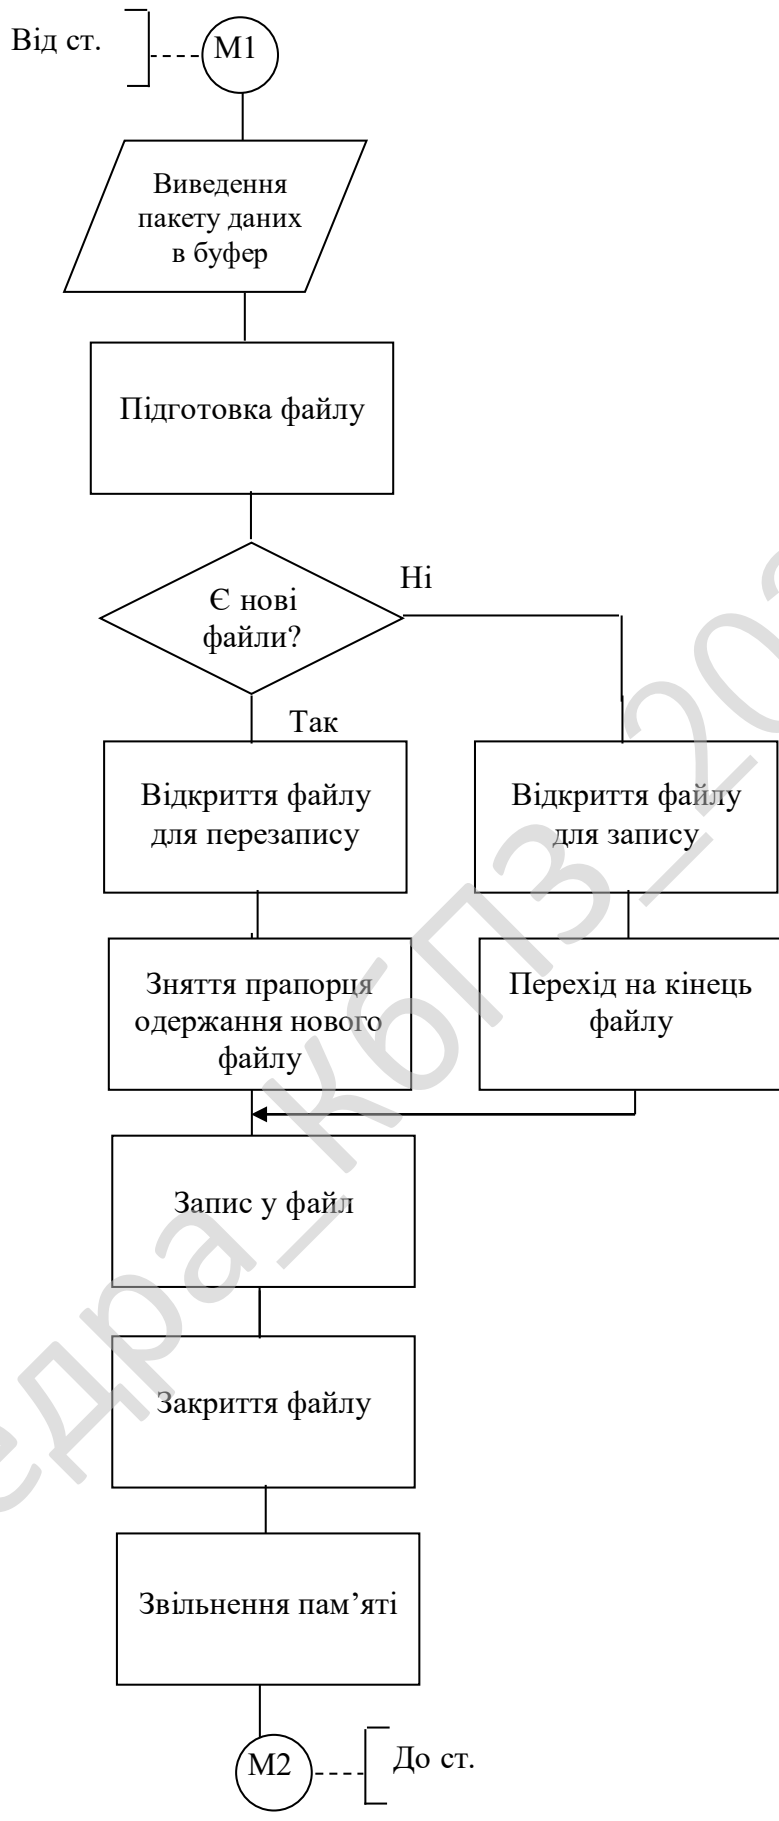 Від ст.
М1
Виведення
пакету даних
в буфер
Підготовка файлу
Є нові
файли?
Ні
Так
Відкриття файлу
для перезапису
Відкриття файлу
для запису
Зняття прапорця
одержання нового
файлу
Перехід на кінець
файлу
Запис у файл
Закриття файлу
Звільнення пам’яті
М2
До ст.